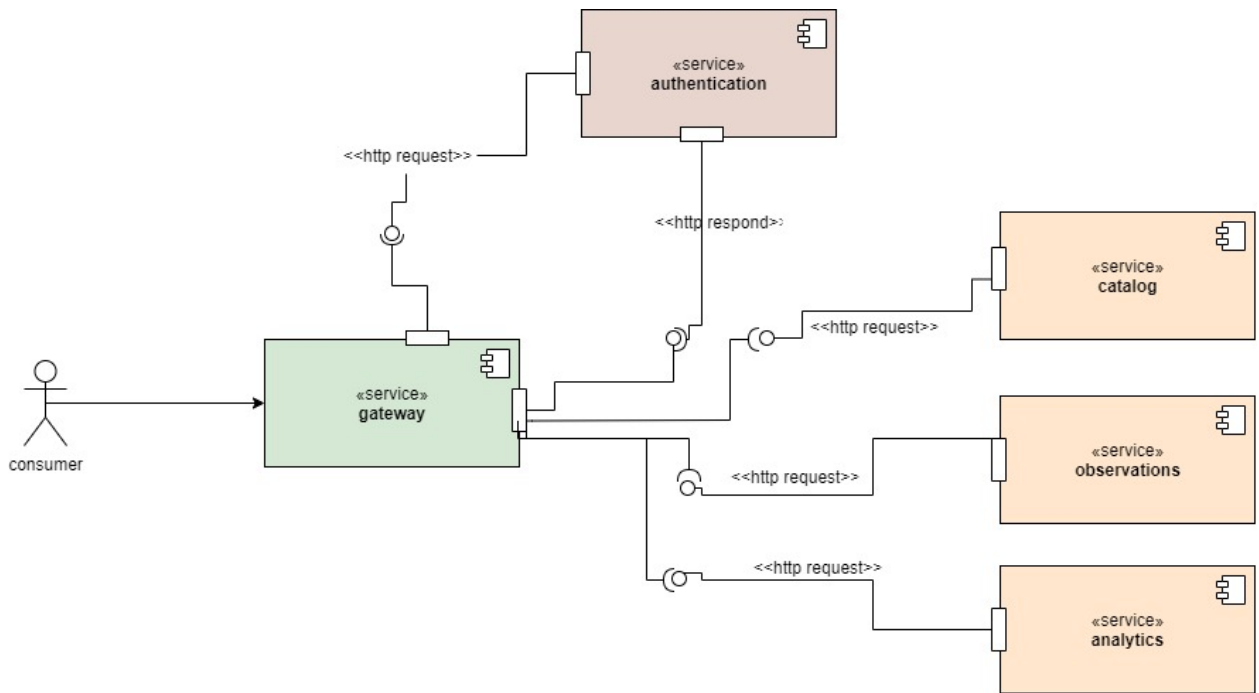 «service»
authentication
<<http request>>
<<http respond>>
«service»
catalog
<<http request>>
«service»
gateway
consumer
«service»
observations
<<http request>>
<<http request>>
«service»
analytics